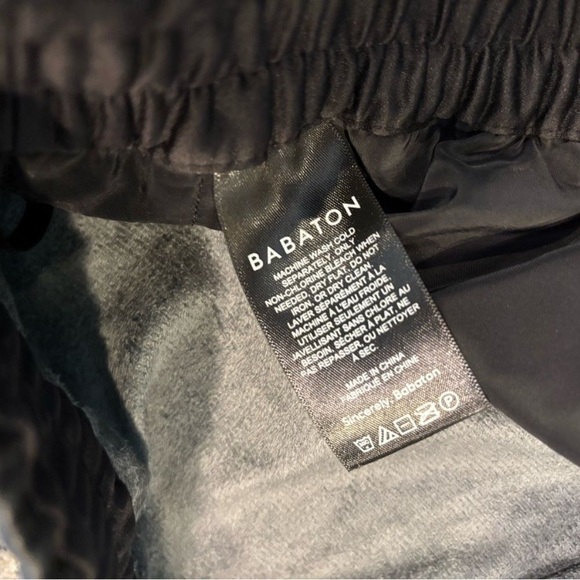 BABATON
MACHINE WASH COLD
SEPARATELY. ONLY
NON-CHLORINE BLEACH WHEN
NEEDED. DRY FLAT. DO NOT
IRON, OR DRY CLEAN.
LAVER SÉPARÉMENT À LA
MACHINE À L'EAU FROIDE.
UTILISER SEULEMENT UN
JAVELLISANT SANS CHLORE AU
BESOIN. SÉCHER À PLAT. NE
PAS REPASSER, OU NETTOYER
À SEC.
MADE IN CHINA
FABRIQUÉ EN CHINE
Sincerely, Babaton
P